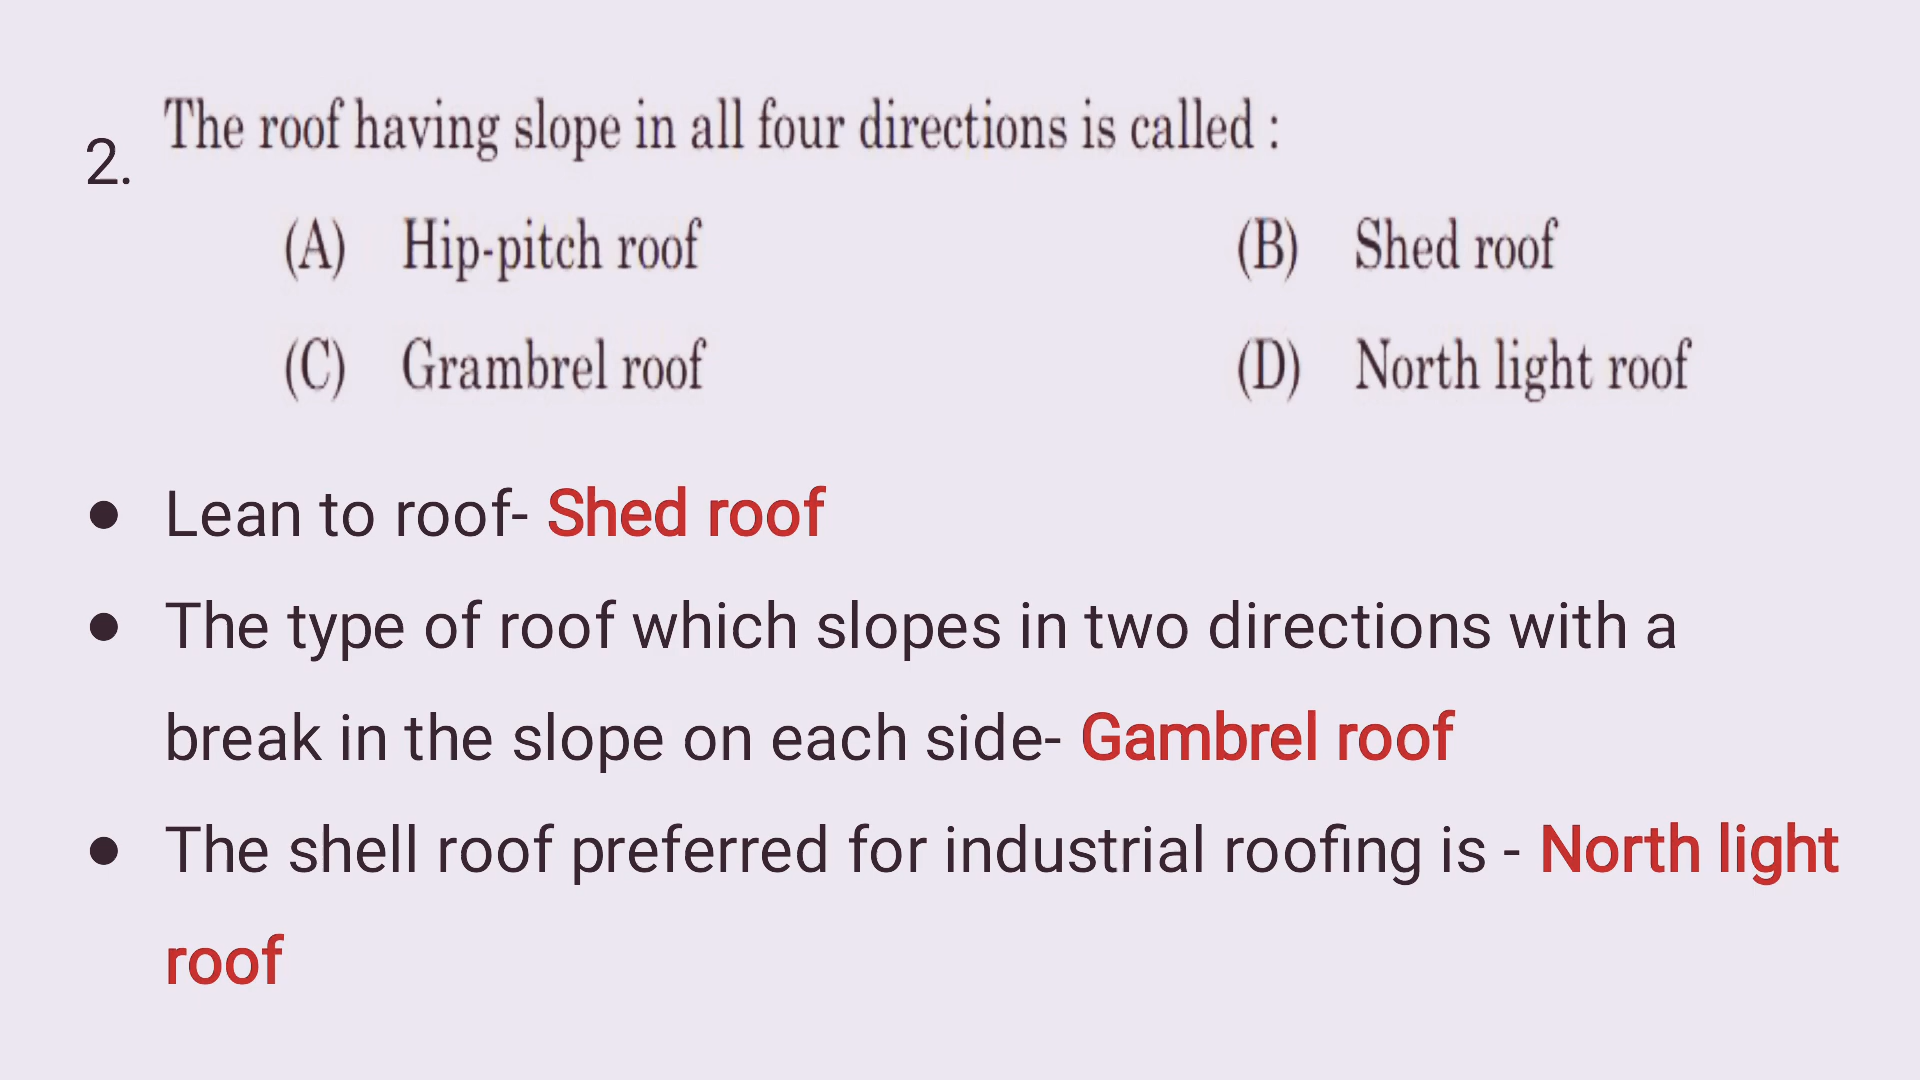 2. The roof having slope in all four directions is called :
(A) Hip-pitch roof (B) Shed roof
(C) Grambrel roof (D) North light roof
● Lean to roof- Shed roof
● The type of roof which slopes in two directions with a
break in the slope on each side- Gambrel roof
● The shell roof preferred for industrial roofing is - North light
roof